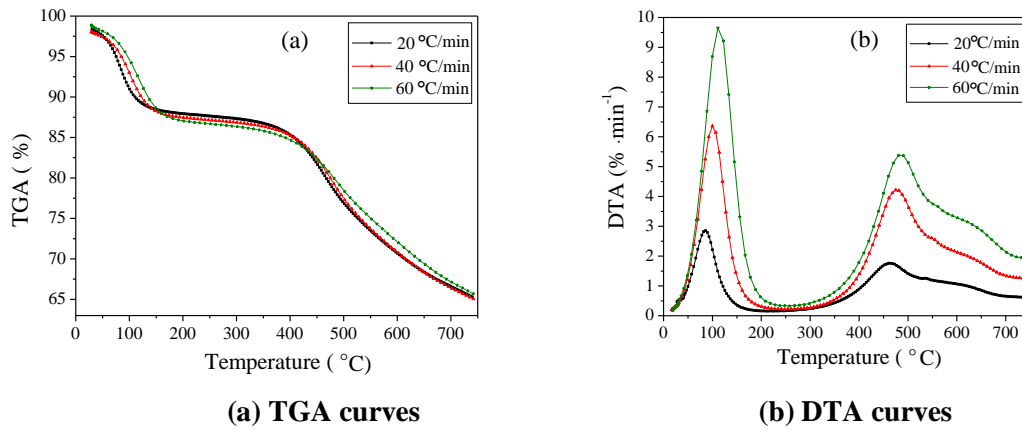 (a)
20 °C/min
40 °C/min
60 °C/min
100
95
90
85
80
75
70
65
TGA (%)
0 100 200 300 400 500 600 700
Temperature ( °C)
(a) TGA curves
(b)
20°C/min
40°C/min
60°C/min
10
9
8
7
6
5
4
3
2
1
0
DTA (% ·min⁻¹)
0 100 200 300 400 500 600 700
Temperature ( °C)
(b) DTA curves